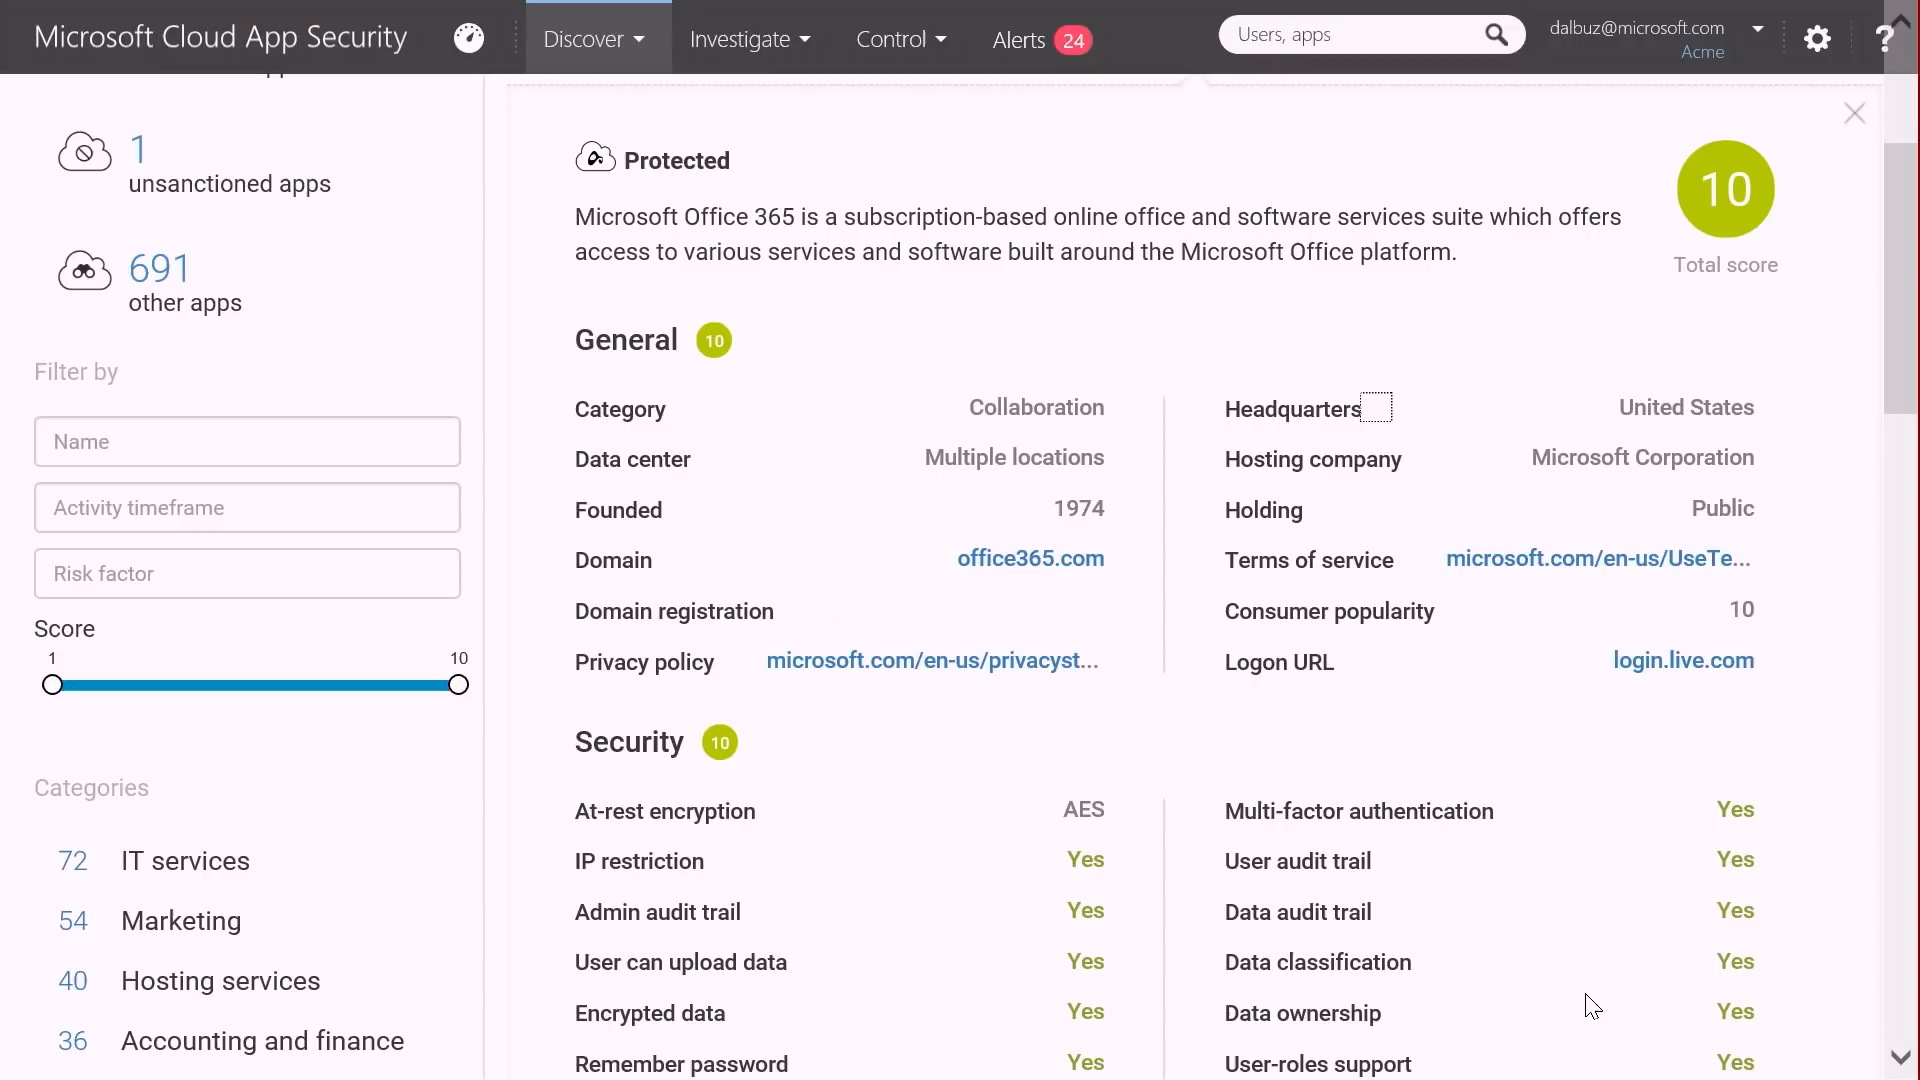 Microsoft Cloud App Security
Discover
Investigate
Control
Alerts 24
Users, apps
dalbuz@microsoft.com
Acme
?
1
unsanctioned apps
691
other apps
Filter by
Name
Activity timeframe
Risk factor
Score
1 10
Categories
72 IT services
54 Marketing
40 Hosting services
36 Accounting and finance
Protected
10
Total score
Microsoft Office 365 is a subscription-based online office and software services suite which offers
access to various services and software built around the Microsoft Office platform.
General 10
Category Collaboration
Data center Multiple locations
Founded 1974
Domain office365.com
Domain registration
Privacy policy microsoft.com/en-us/privacyst...
Headquarters United States
Hosting company Microsoft Corporation
Holding Public
Terms of service microsoft.com/en-us/UseTe...
Consumer popularity 10
Logon URL login.live.com
Security 10
At-rest encryption AES
IP restriction Yes
Admin audit trail Yes
User can upload data Yes
Encrypted data Yes
Remember password Yes
Multi-factor authentication Yes
User audit trail Yes
Data audit trail Yes
Data classification Yes
Data ownership Yes
User-roles support Yes